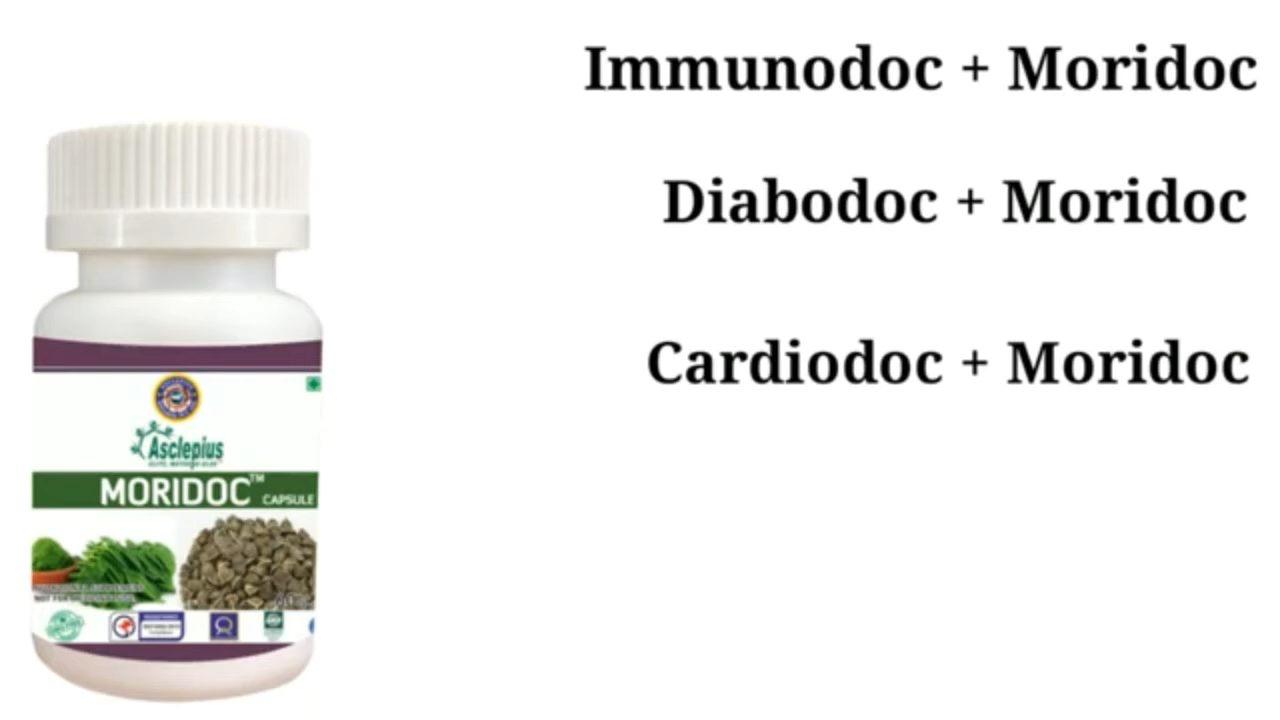 Immunodoc + Moridoc
Diabodoc + Moridoc
Cardiodoc + Moridoc
Asclepius
MORIDOC™ CAPSULE